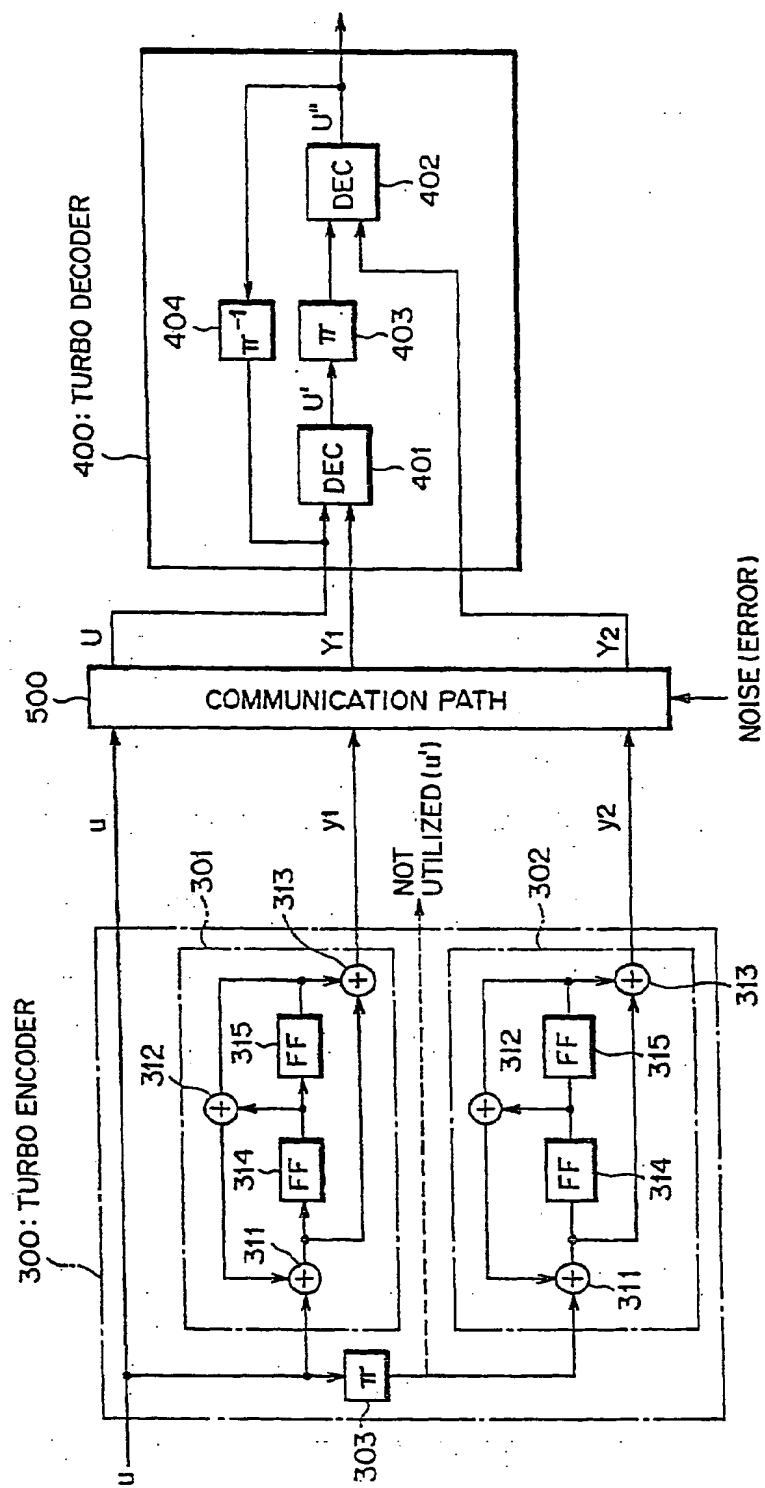 300: TURBO ENCODER
u
303
π
301
311
314
FF
312
315
FF
313
NOT
UTILIZED (u')
302
311
314
FF
312
315
FF
313
u
y1
y2
500
COMMUNICATION PATH
NOISE (ERROR)
U
Y1
Y2
400: TURBO DECODER
404
π⁻¹
DEC
401
U'
π
403
DEC
402
U"